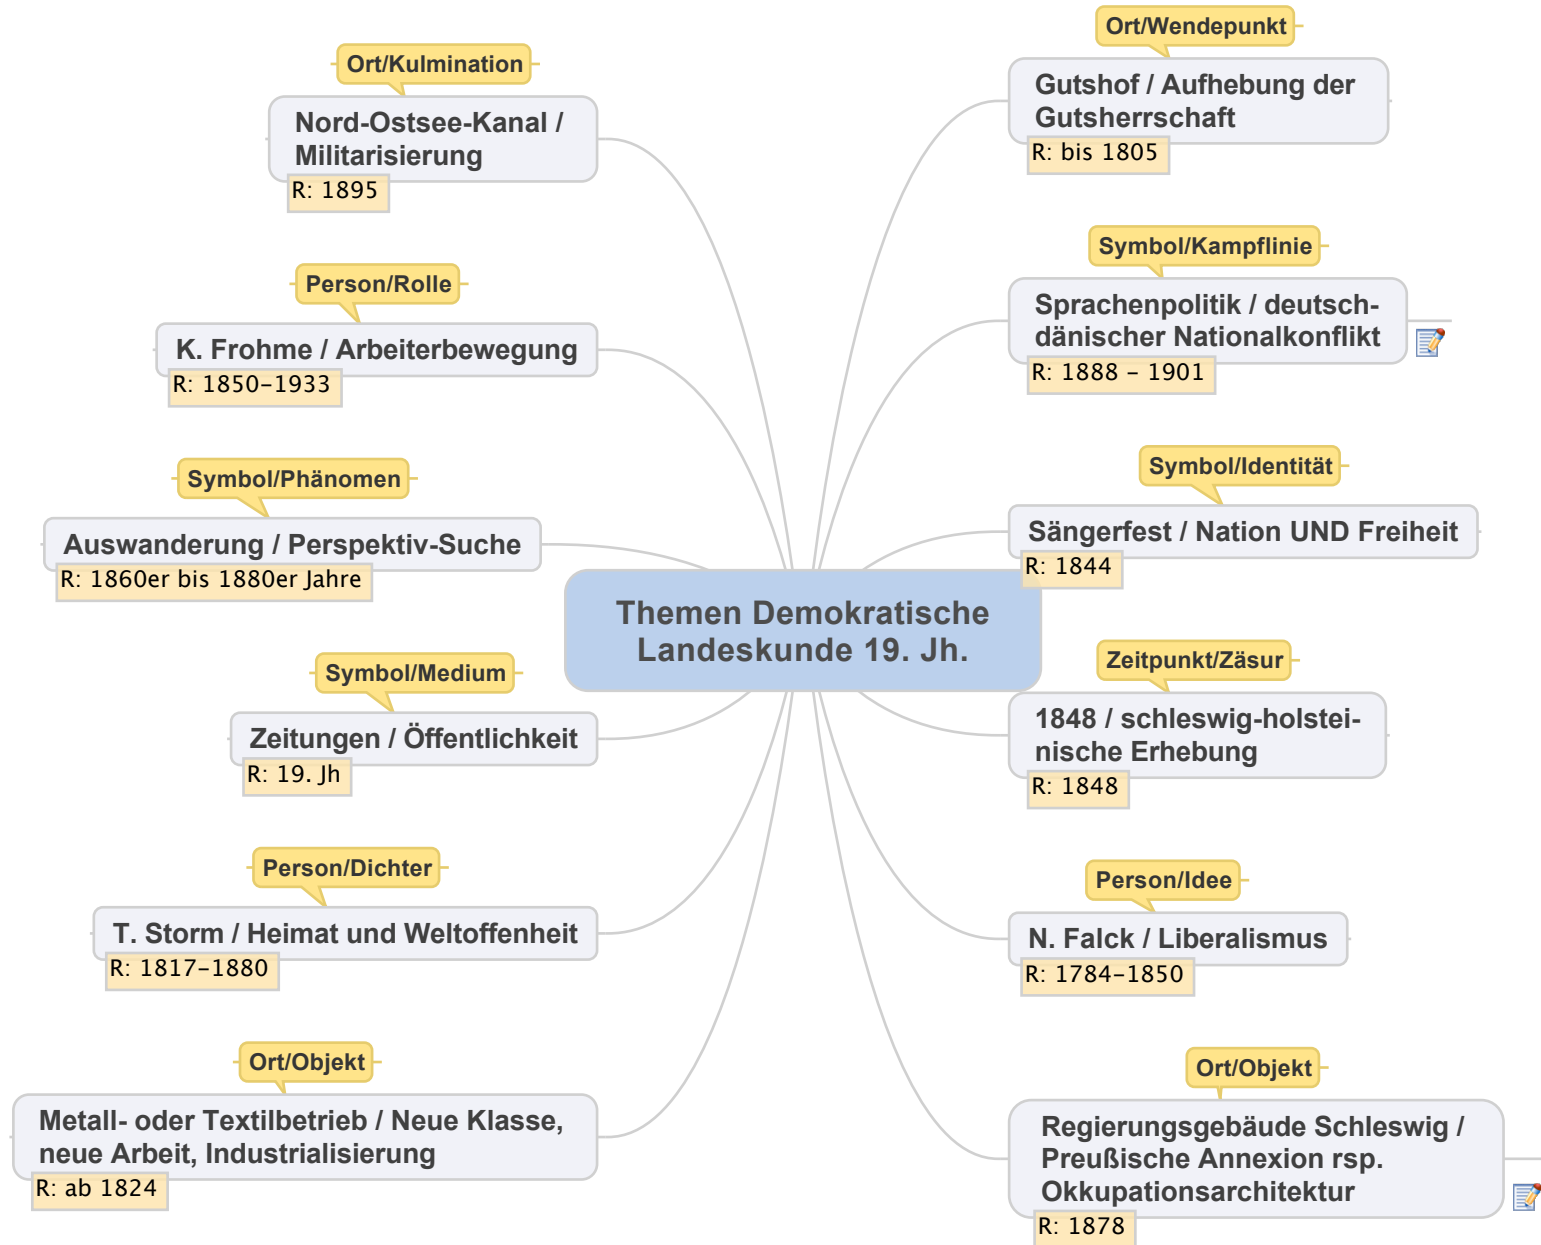 Themen Demokratische
Landeskunde 19. Jh.
Ort/Wendepunkt
Gutshof / Aufhebung der
Gutsherrschaft
R: bis 1805
Symbol/Kampflinie
Sprachenpolitik / deutsch-
dänischer Nationalkonflikt
R: 1888 – 1901
Symbol/Identität
Sängerfest / Nation UND Freiheit
R: 1844
Zeitpunkt/Zäsur
1848 / schleswig-holstei-
nische Erhebung
R: 1848
Person/Idee
N. Falck / Liberalismus
R: 1784–1850
Ort/Objekt
Regierungsgebäude Schleswig /
Preußische Annexion rsp.
Okkupationsarchitektur
R: 1878
Ort/Kulmination
Nord-Ostsee-Kanal /
Militarisierung
R: 1895
Person/Rolle
K. Frohme / Arbeiterbewegung
R: 1850–1933
Symbol/Phänomen
Auswanderung / Perspektiv-Suche
R: 1860er bis 1880er Jahre
Symbol/Medium
Zeitungen / Öffentlichkeit
R: 19. Jh
Person/Dichter
T. Storm / Heimat und Weltoffenheit
R: 1817–1880
Ort/Objekt
Metall- oder Textilbetrieb / Neue Klasse,
neue Arbeit, Industrialisierung
R: ab 1824